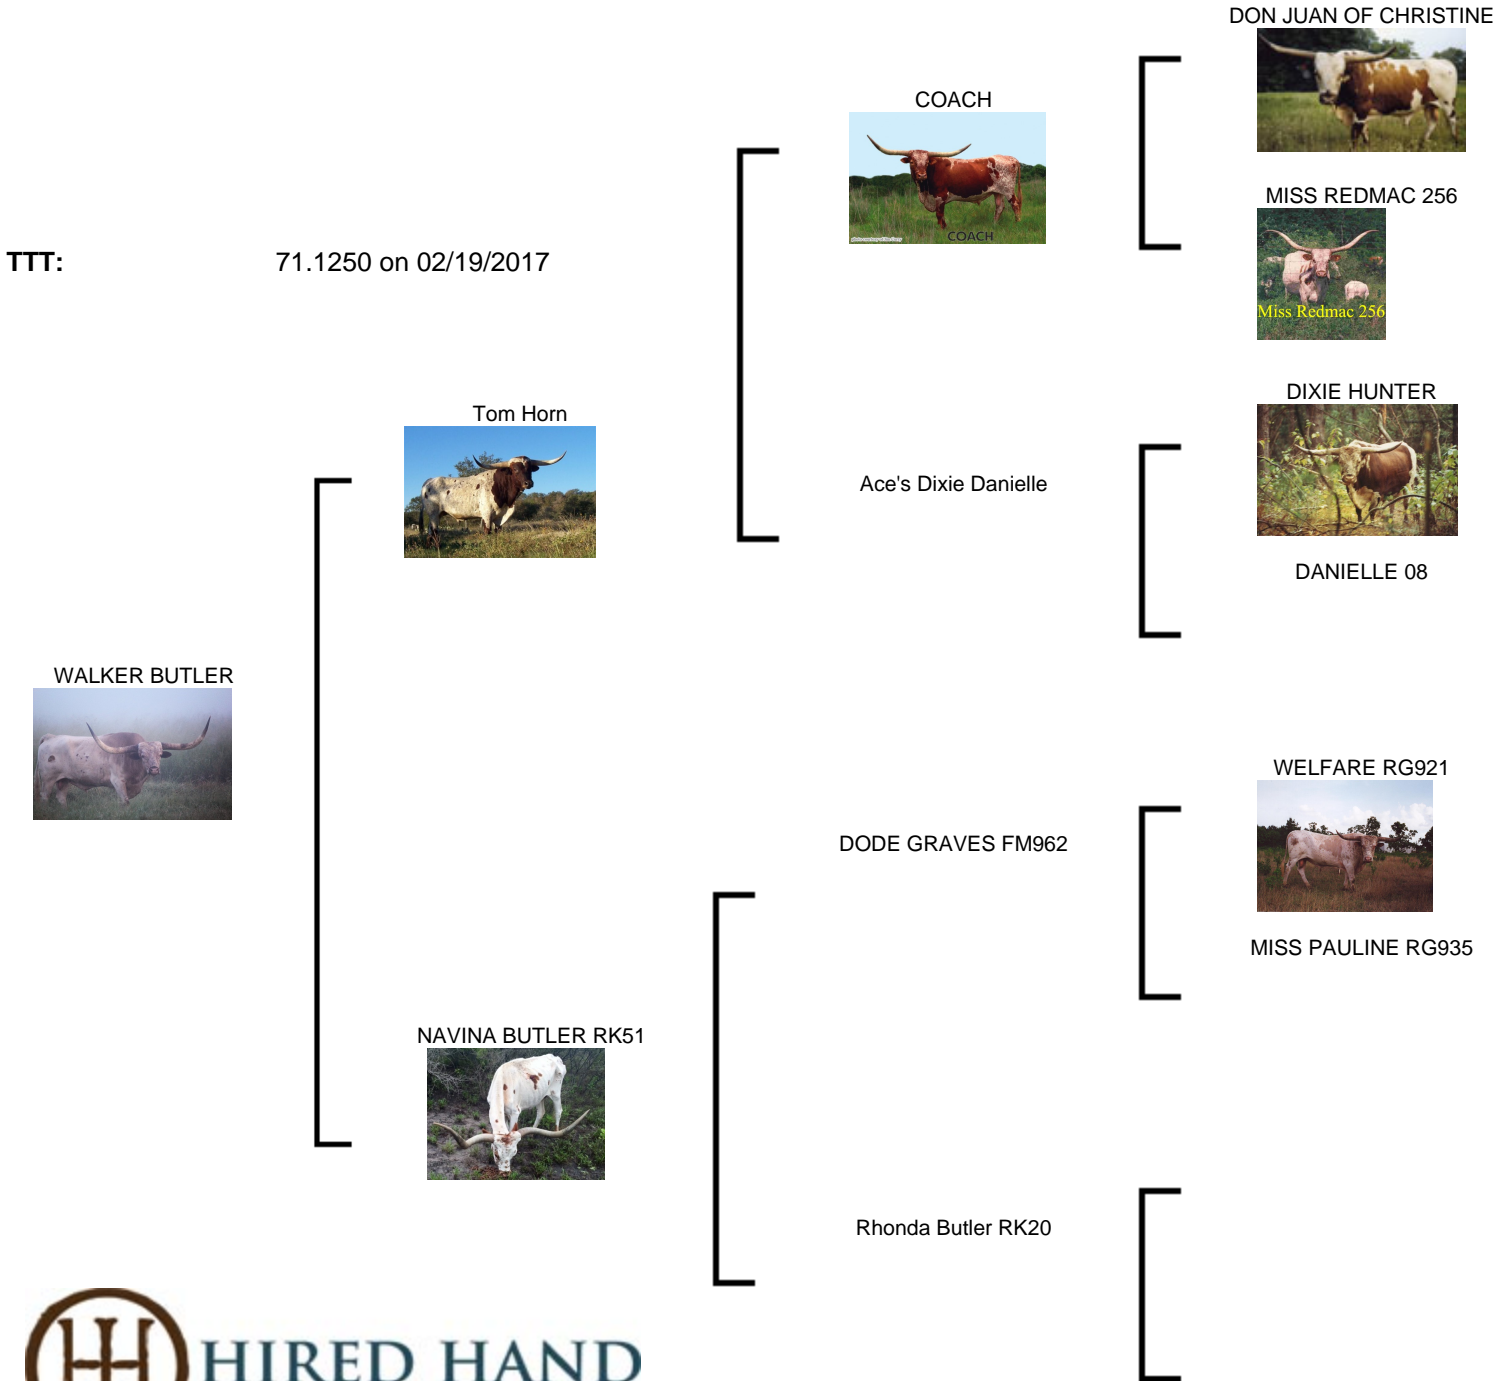 DON JUAN OF CHRISTINE
COACH
COACH
MISS REDMAC 256
Miss Redmac 256
TTT: 71.1250 on 02/19/2017
DIXIE HUNTER
Tom Horn
Ace's Dixie Danielle
DANIELLE 08
WALKER BUTLER
WELFARE RG921
DODE GRAVES FM962
MISS PAULINE RG935
NAVINA BUTLER RK51
Rhonda Butler RK20
HIRED HAND